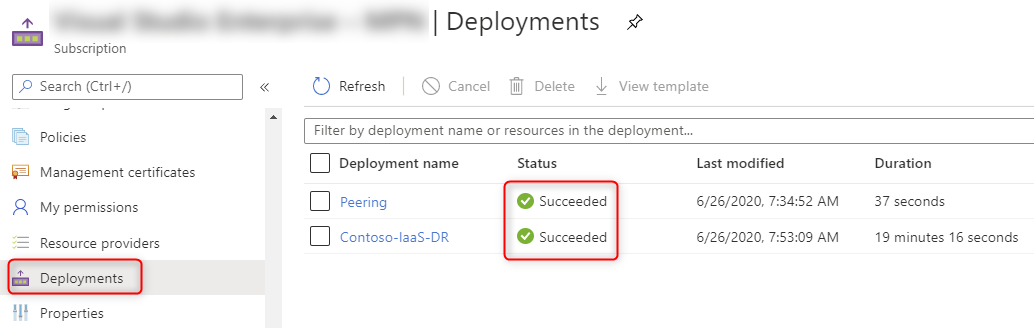 | Deployments
Subscription
Search (Ctrl+/)
«
Refresh
Cancel
Delete
View template
Policies
Filter by deployment name or resources in the deployment...
Management certificates
Deployment name Status Last modified Duration
My permissions
Peering Succeeded 6/26/2020, 7:34:52 AM 37 seconds
Resource providers
Contoso-IaaS-DR Succeeded 6/26/2020, 7:53:09 AM 19 minutes 16 seconds
Deployments
Properties